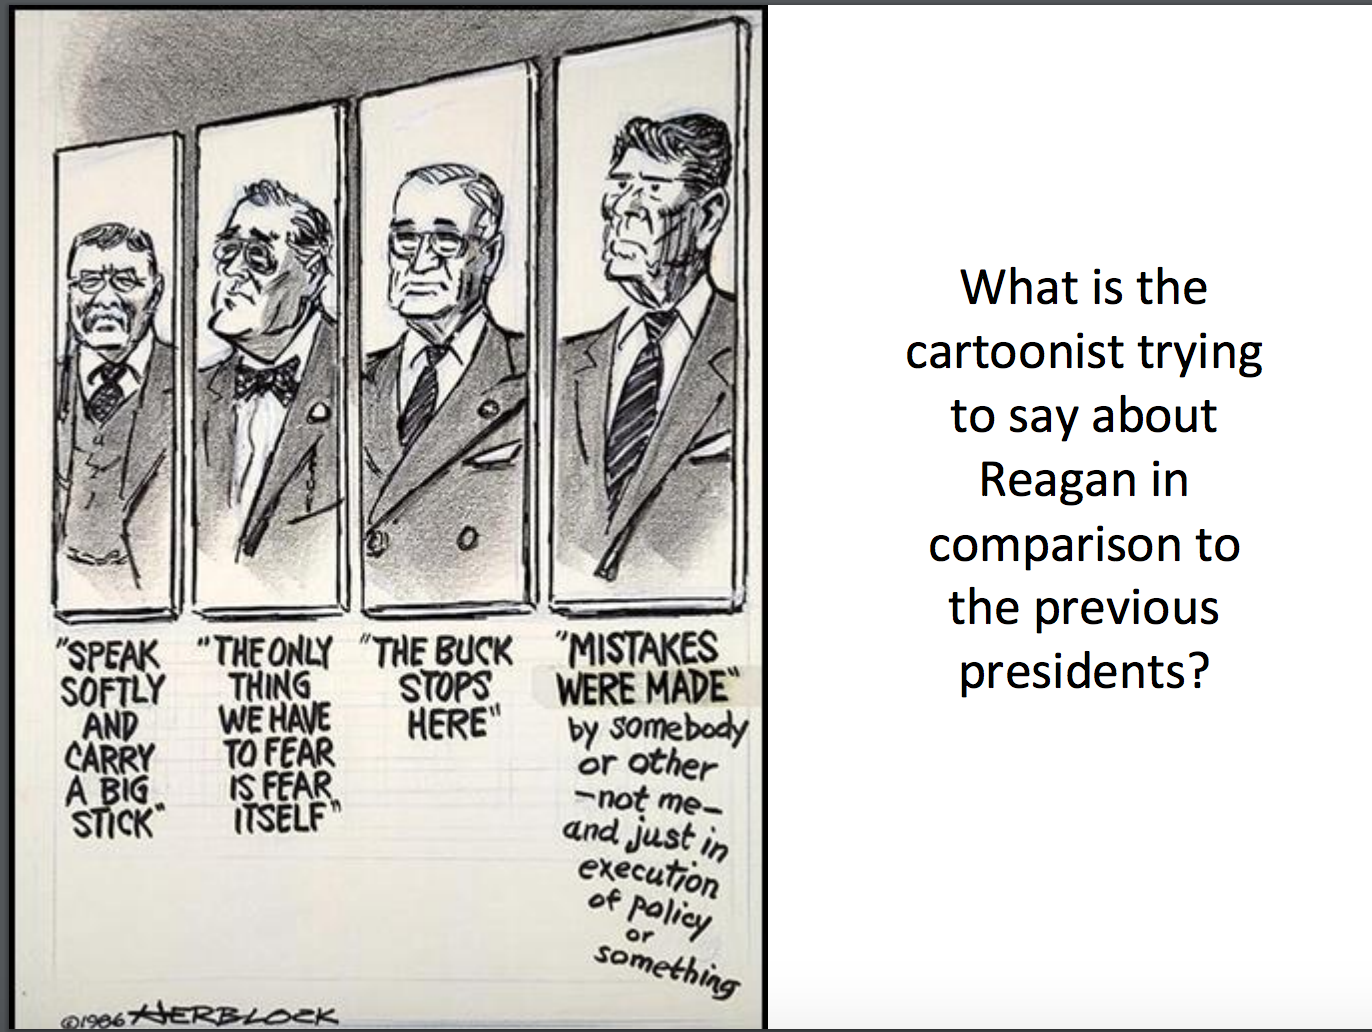 "SPEAK
SOFTLY
AND
CARRY
A BIG
STICK"
"THE ONLY
THING
WE HAVE
TO FEAR
IS FEAR
ITSELF"
"THE BUCK
STOPS
HERE"
"MISTAKES
WERE MADE"
by somebody
or other
—not me—
and just in
execution
of policy
or
something
©1986 HERBLOCK
What is the
cartoonist trying
to say about
Reagan in
comparison to
the previous
presidents?